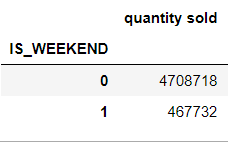 quantity sold
IS_WEEKEND
0 4708718
1 467732